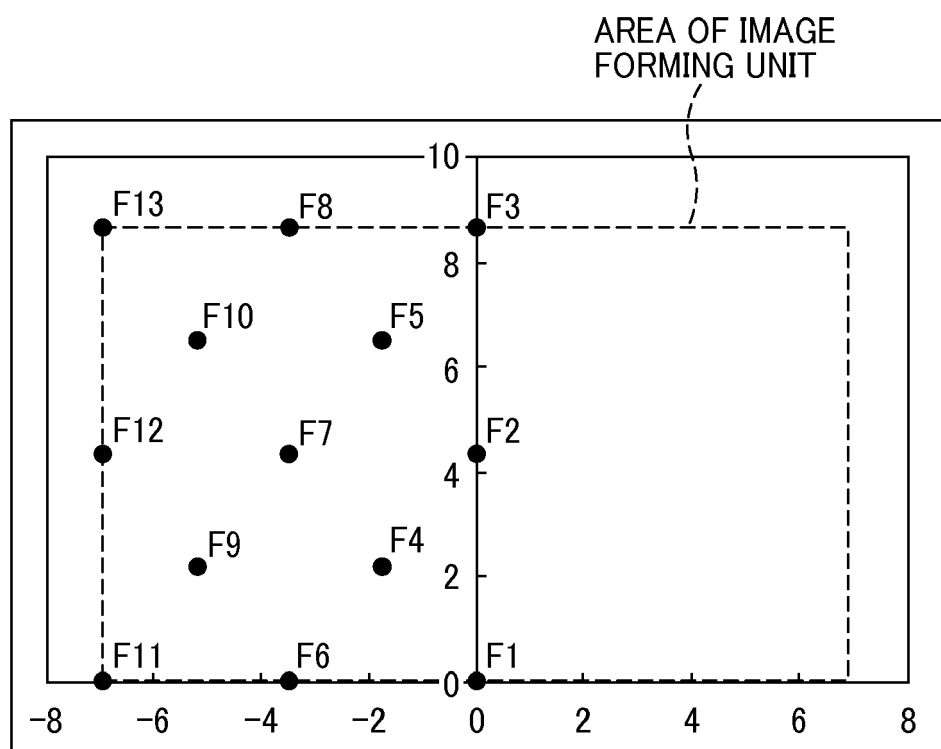 AREA OF IMAGE
FORMING UNIT
10
F13 F8 F3
8
F10 F5
6
F12 F7 F2
4
F9 F4
2
F11 F6 F1
0
-8 -6 -4 -2 0 2 4 6 8